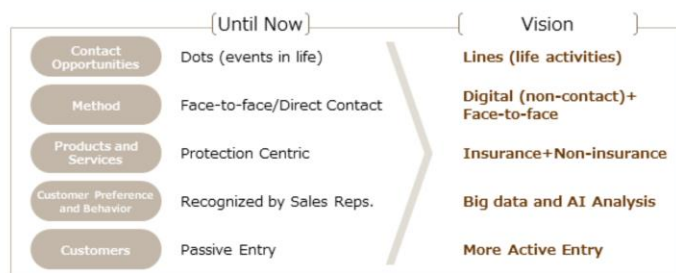 Until Now
Vision
Contact
Opportunities
Dots (events in life)
Lines (life activities)
Method
Face-to-face/Direct Contact
Digital (non-contact)+
Face-to-face
Products and
Services
Protection Centric
Insurance+Non-insurance
Customer Preference
and Behavior
Recognized by Sales Reps.
Big data and AI Analysis
Customers
Passive Entry
More Active Entry